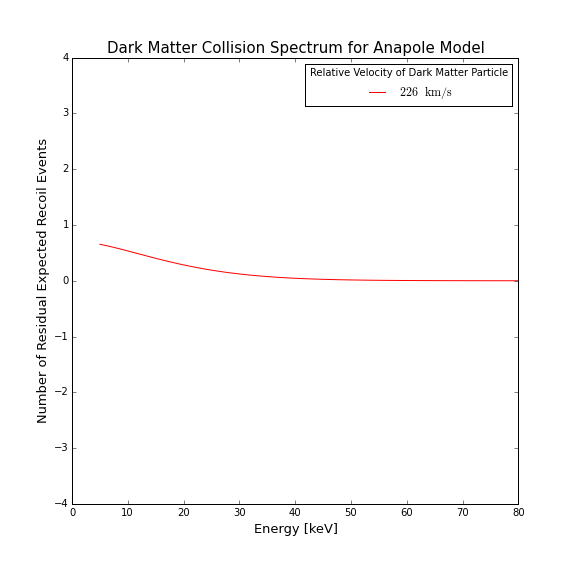 Dark Matter Collision Spectrum for Anapole Model
Relative Velocity of Dark Matter Particle
226 km/s
Number of Residual Expected Recoil Events
4
3
2
1
0
−1
−2
−3
−4
0 10 20 30 40 50 60 70 80
Energy [keV]